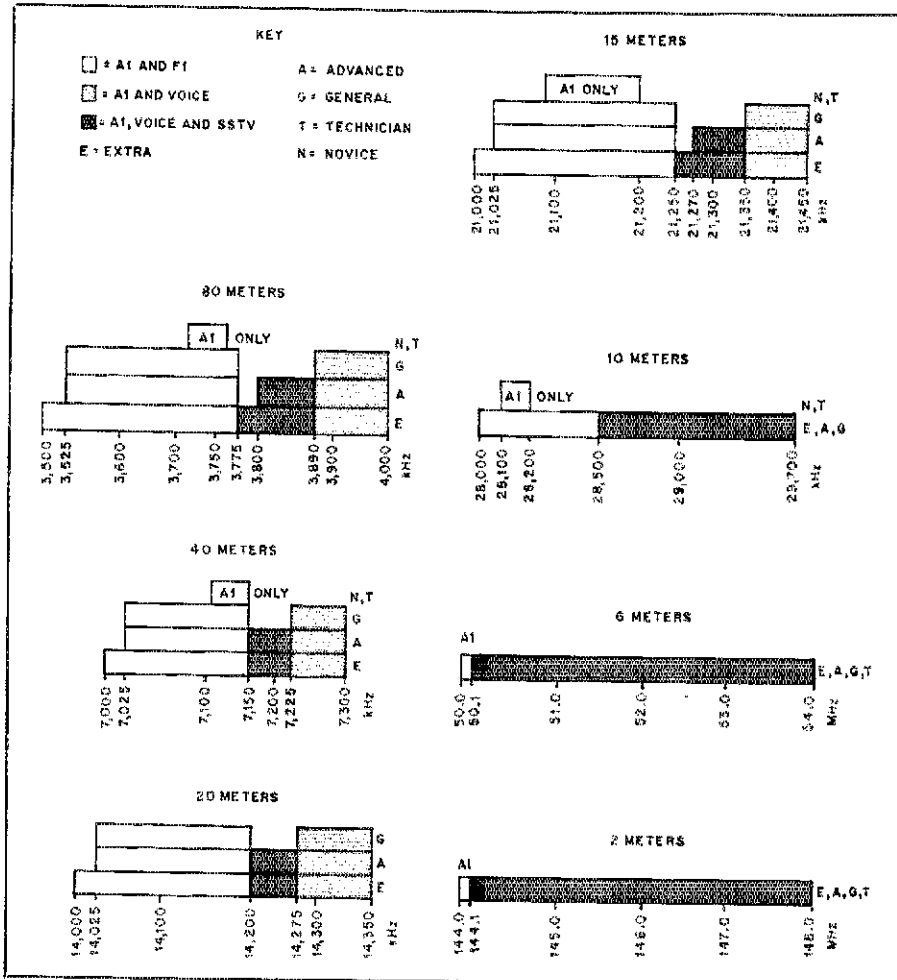 KEY
= A1 AND F1
= A1 AND VOICE
= A1, VOICE AND SSTV
E = EXTRA
A = ADVANCED
G = GENERAL
T = TECHNICIAN
N = NOVICE
15 METERS
A1 ONLY
N,T
G
A
E
21,000
21,025
21,100
21,200
21,250
21,270
21,300
21,350
21,400
21,450
kHz
80 METERS
A1 ONLY
N,T
G
A
E
3,500
3,525
3,600
3,700
3,750
3,775
3,800
3,890
3,900
4,000
kHz
10 METERS
A1 ONLY
N,T
E,A,G
28,000
28,100
28,200
28,500
29,000
29,700
kHz
40 METERS
A1 ONLY
N,T
G
A
E
7,000
7,025
7,100
7,150
7,200
7,225
7,300
kHz
6 METERS
A1
E,A,G,T
50.0
50.1
51.0
52.0
53.0
54.0
MHz
20 METERS
G
A
E
14,000
14,025
14,100
14,200
14,275
14,300
14,350
kHz
2 METERS
A1
E,A,G,T
144.0
144.1
145.0
146.0
147.0
148.0
MHz